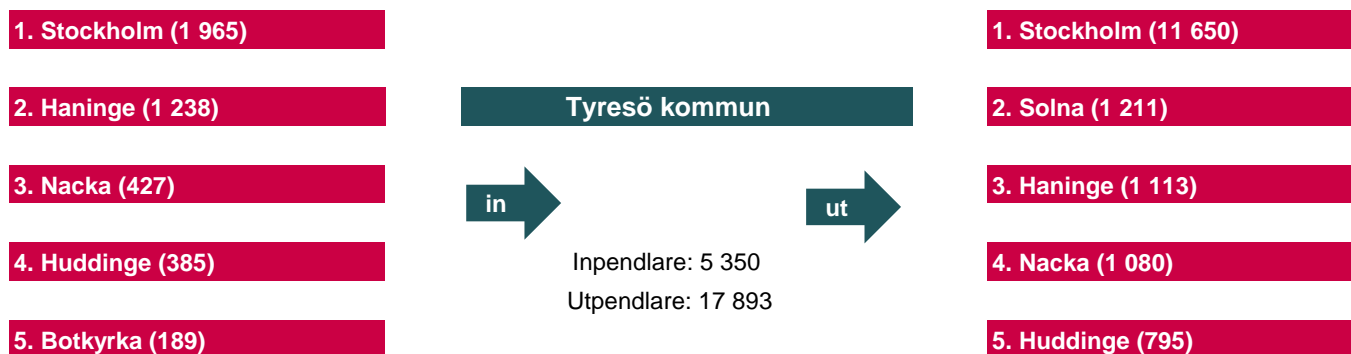 1. Stockholm (1 965)
2. Haninge (1 238)
3. Nacka (427)
4. Huddinge (385)
5. Botkyrka (189)
Tyresö kommun
in
ut
Inpendlare: 5 350
Utpendlare: 17 893
1. Stockholm (11 650)
2. Solna (1 211)
3. Haninge (1 113)
4. Nacka (1 080)
5. Huddinge (795)